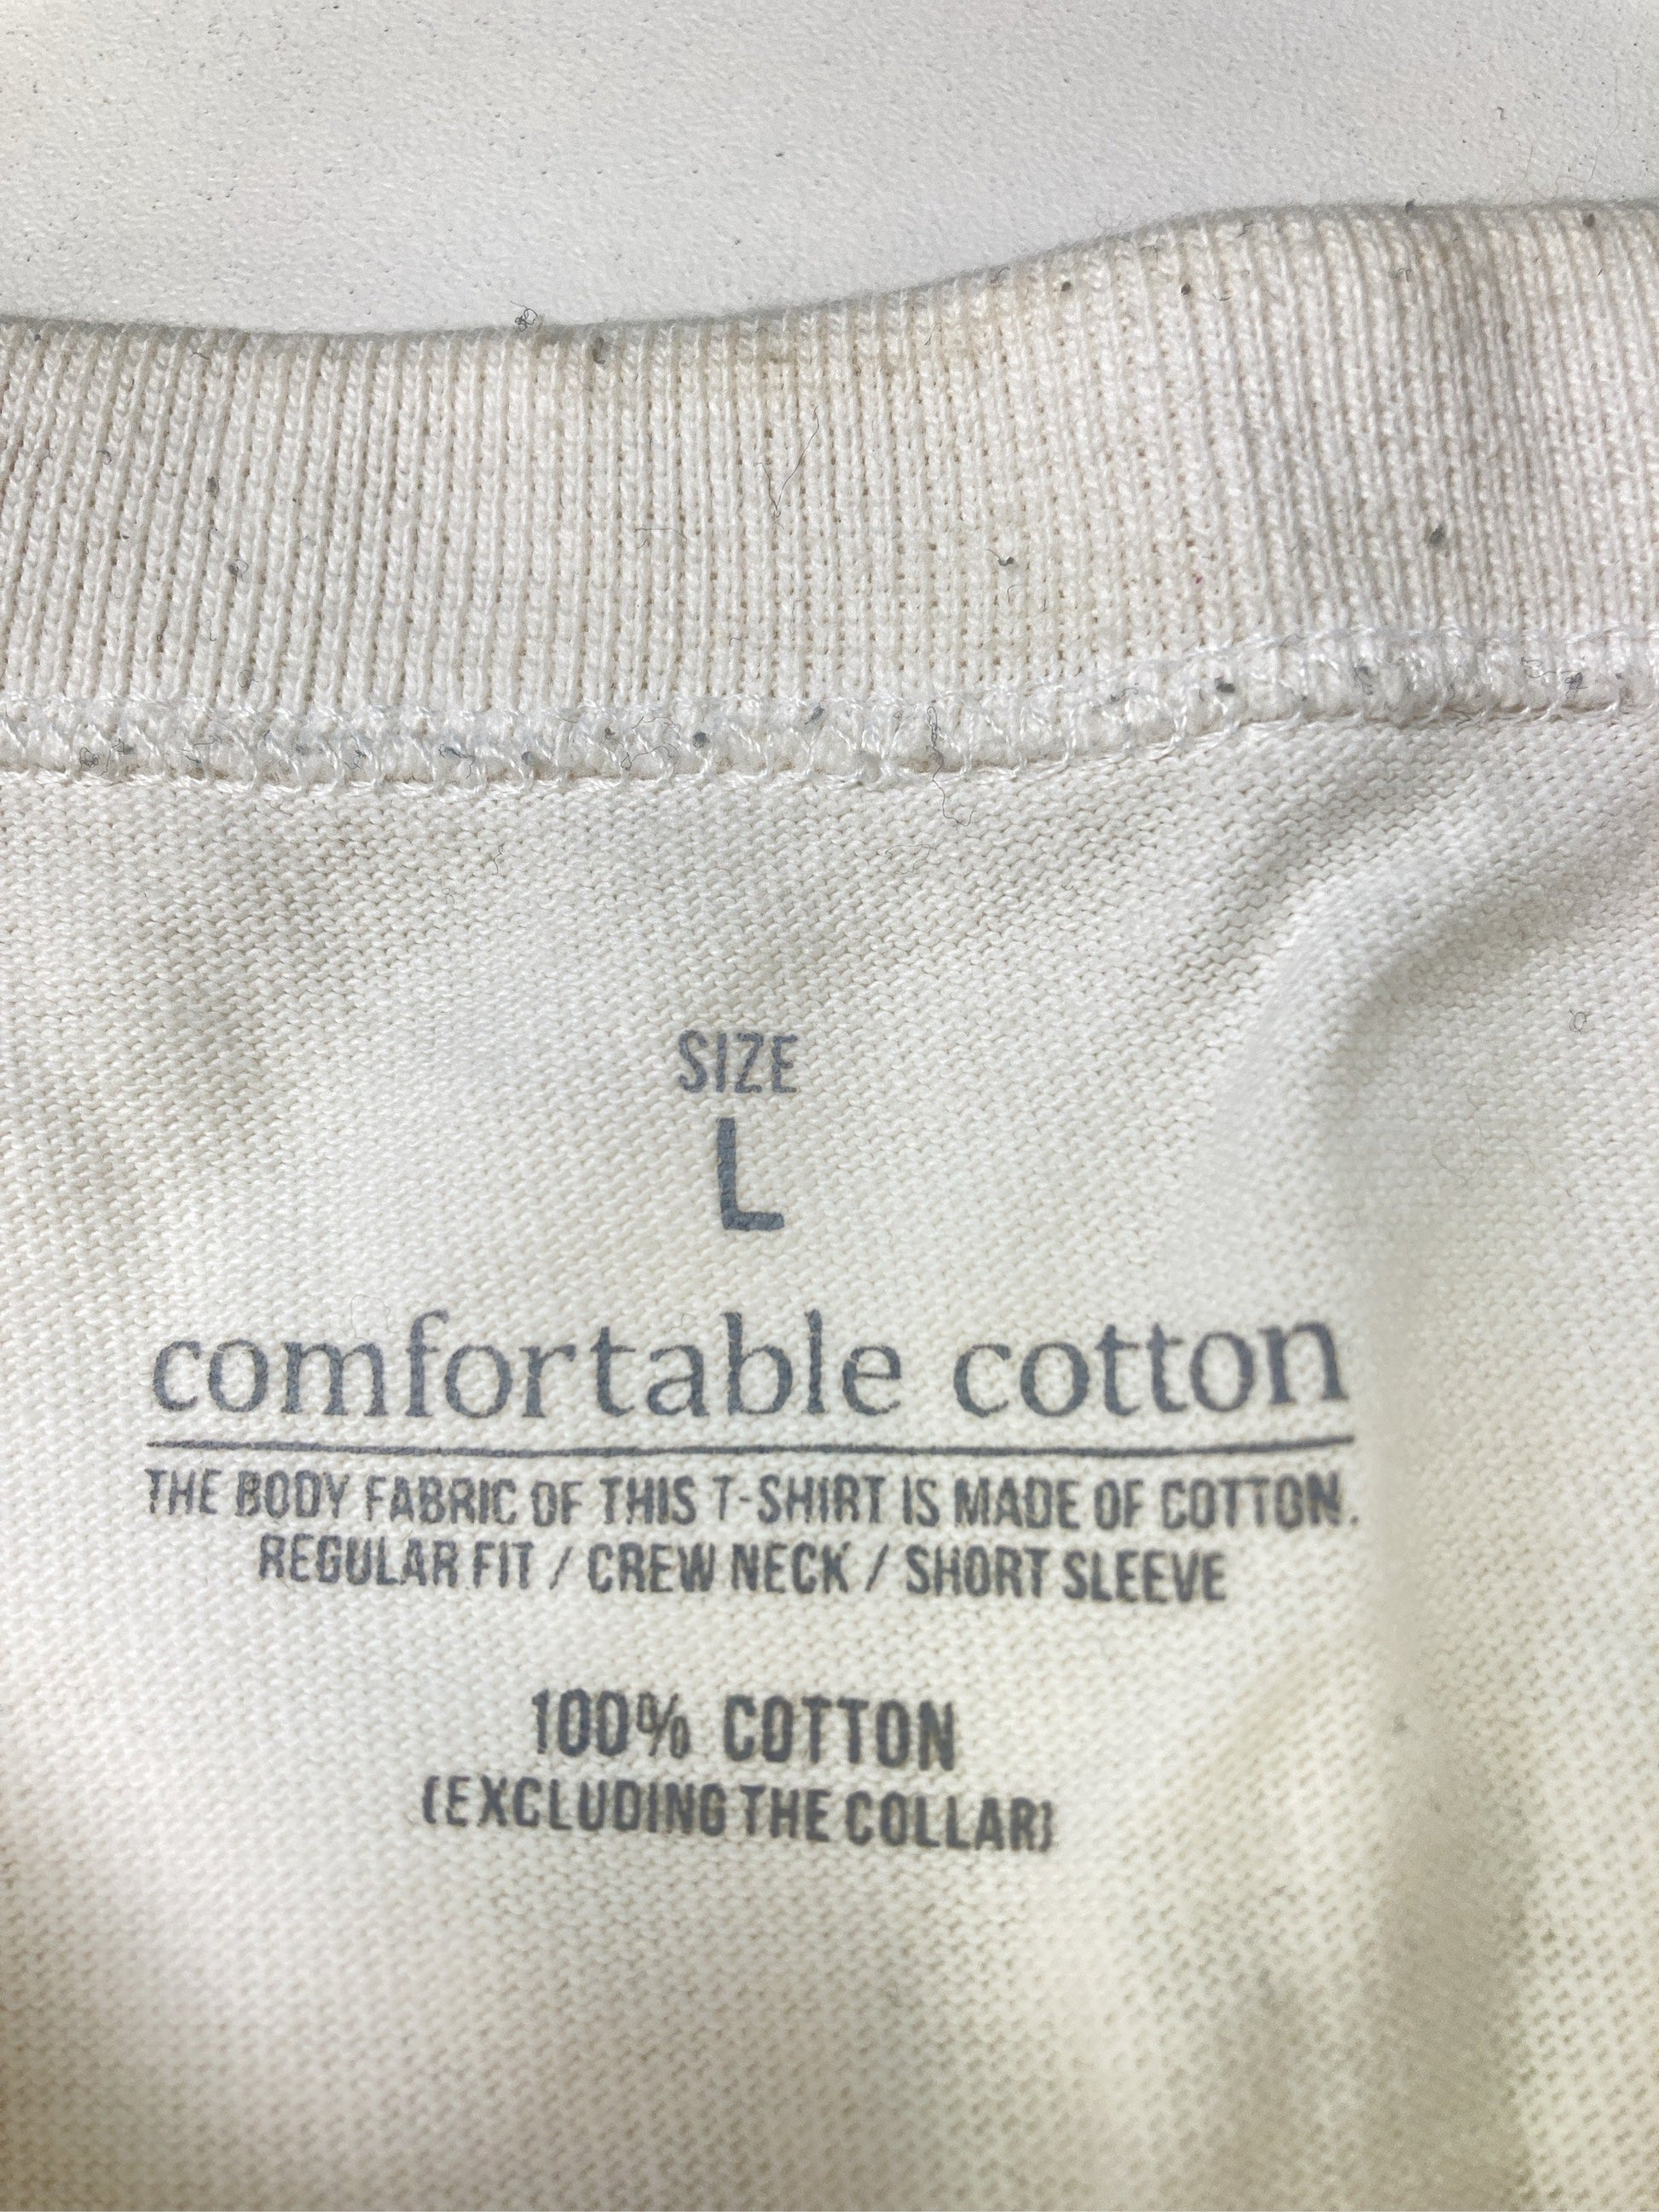 SIZE
L
comfortable cotton
THE BODY FABRIC OF THIS T-SHIRT IS MADE OF COTTON.
REGULAR FIT / CREW NECK / SHORT SLEEVE
100% COTTON
(EXCLUDING THE COLLAR)